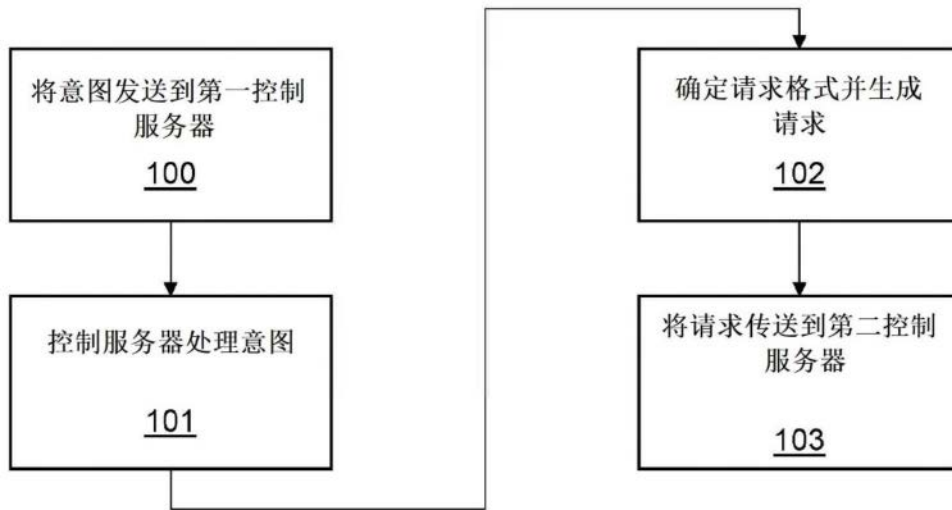 将意图发送到第一控制
服务器
100
控制服务器处理意图
101
确定请求格式并生成
请求
102
将请求传送到第二控制
服务器
103